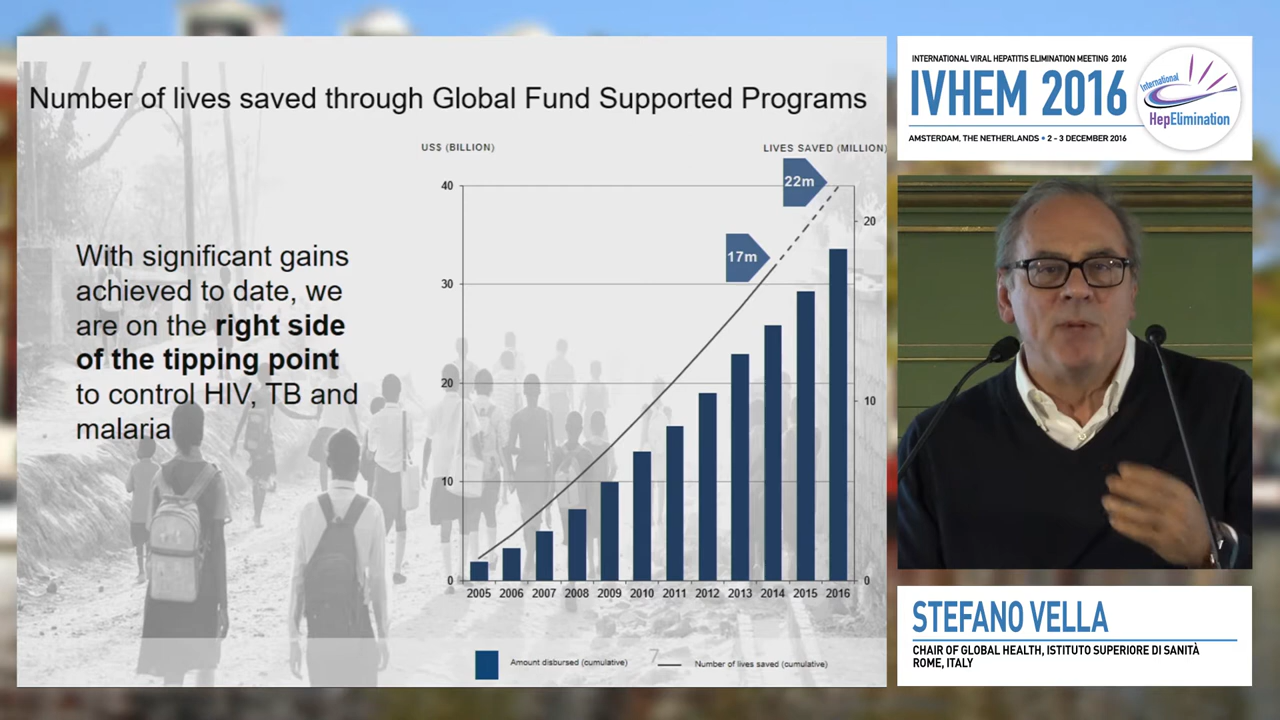 Number of lives saved through Global Fund Supported Programs
US$ (BILLION)
LIVES SAVED (MILLION)
With significant gains
achieved to date, we
are on the right side
of the tipping point
to control HIV, TB and
malaria
40
30
20
10
0
22m
17m
20
10
0
2005 2006 2007 2008 2009 2010 2011 2012 2013 2014 2015 2016
Amount disbursed (cumulative)
7
Number of lives saved (cumulative)
INTERNATIONAL VIRAL HEPATITIS ELIMINATION MEETING 2016
IVHEM 2016
AMSTERDAM, THE NETHERLANDS • 2 - 3 DECEMBER 2016
International
HepElimination
STEFANO VELLA
CHAIR OF GLOBAL HEALTH, ISTITUTO SUPERIORE DI SANITÀ
ROME, ITALY